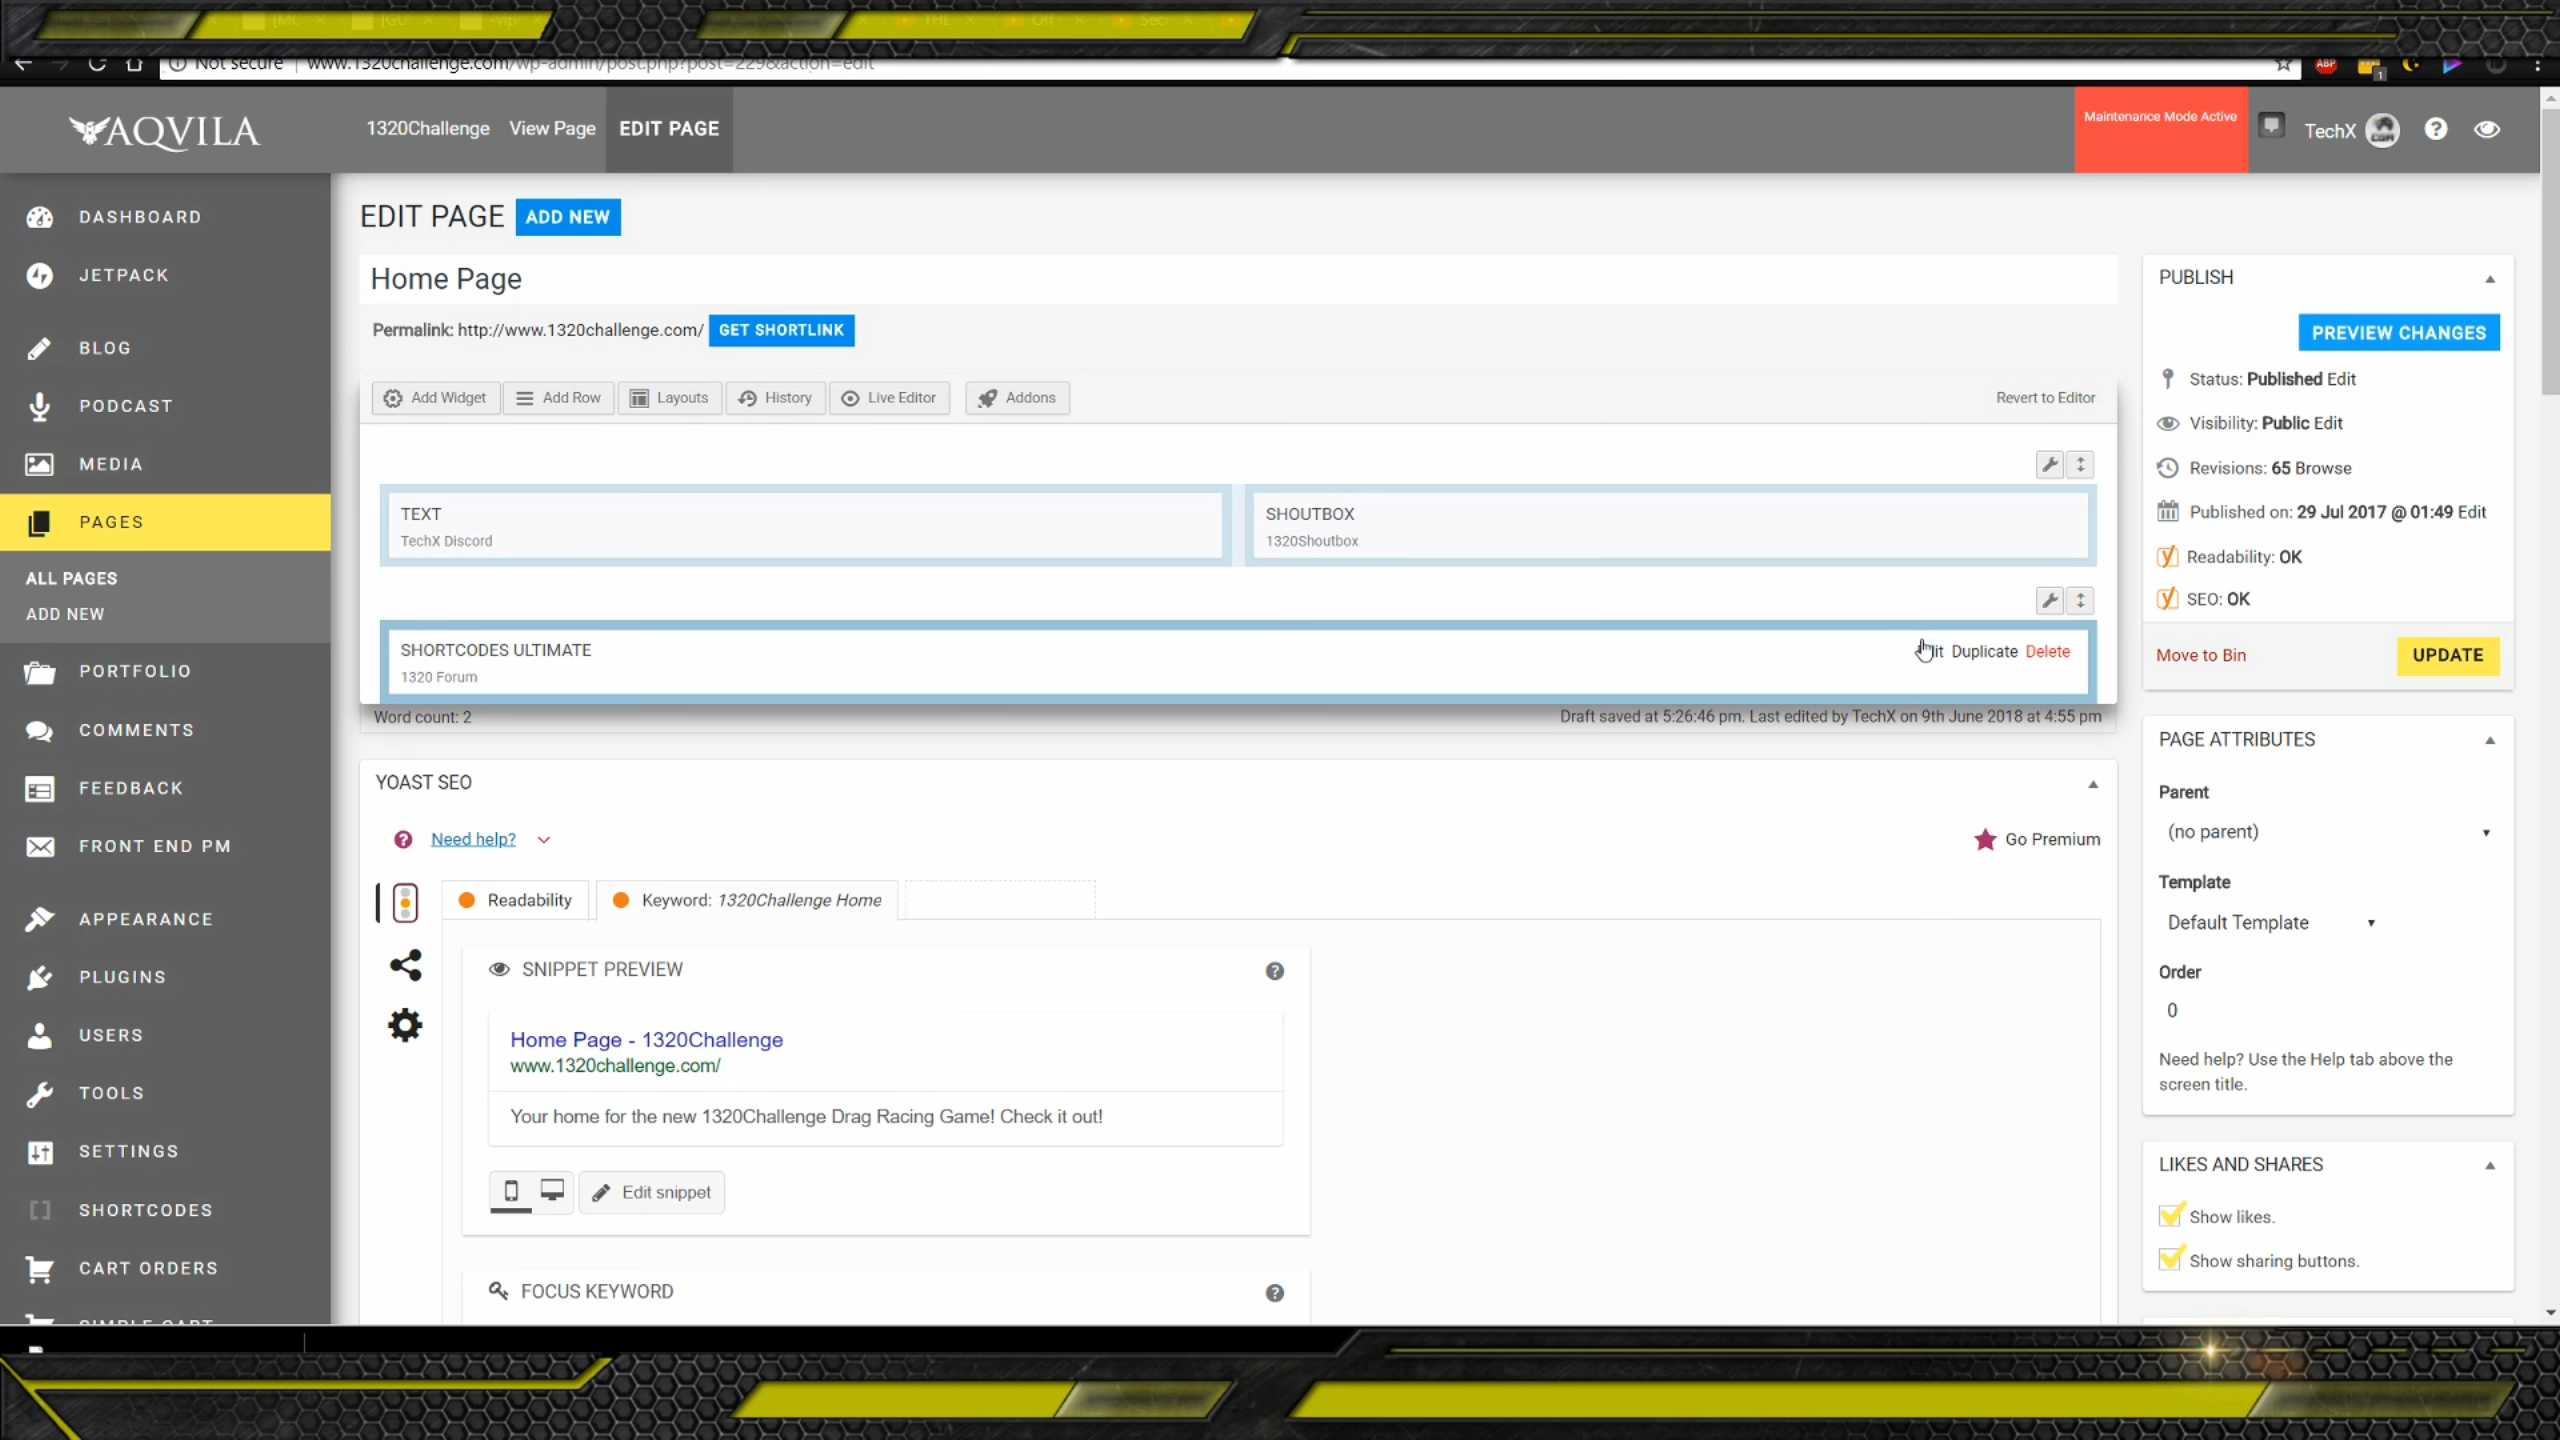 [MC
[GU
-vip
THE
Off
Sec
Not secure | www.1320challenge.com/wp-admin/post.php?post=229&action=edit
ABP
1
AQVILA
1320Challenge
View Page
EDIT PAGE
Maintenance Mode Active
TechX
DASHBOARD
JETPACK
BLOG
PODCAST
MEDIA
PAGES
ALL PAGES
ADD NEW
PORTFOLIO
COMMENTS
FEEDBACK
FRONT END PM
APPEARANCE
PLUGINS
USERS
TOOLS
SETTINGS
SHORTCODES
CART ORDERS
SIMPLE CART
EDIT PAGE ADD NEW
Home Page
Permalink: http://www.1320challenge.com/ GET SHORTLINK
Add Widget
Add Row
Layouts
History
Live Editor
Addons
Revert to Editor
TEXT
TechX Discord
SHOUTBOX
1320Shoutbox
SHORTCODES ULTIMATE
1320 Forum
Duplicate Delete
Word count: 2
Draft saved at 5:26:46 pm. Last edited by TechX on 9th June 2018 at 4:55 pm
YOAST SEO
Need help?
Go Premium
Readability
Keyword: 1320Challenge Home
SNIPPET PREVIEW
Home Page - 1320Challenge
www.1320challenge.com/
Your home for the new 1320Challenge Drag Racing Game! Check it out!
Edit snippet
FOCUS KEYWORD
PUBLISH
PREVIEW CHANGES
Status: Published Edit
Visibility: Public Edit
Revisions: 65 Browse
Published on: 29 Jul 2017 @ 01:49 Edit
Readability: OK
SEO: OK
Move to Bin
UPDATE
PAGE ATTRIBUTES
Parent
(no parent)
Template
Default Template
Order
0
Need help? Use the Help tab above the
screen title.
LIKES AND SHARES
Show likes.
Show sharing buttons.